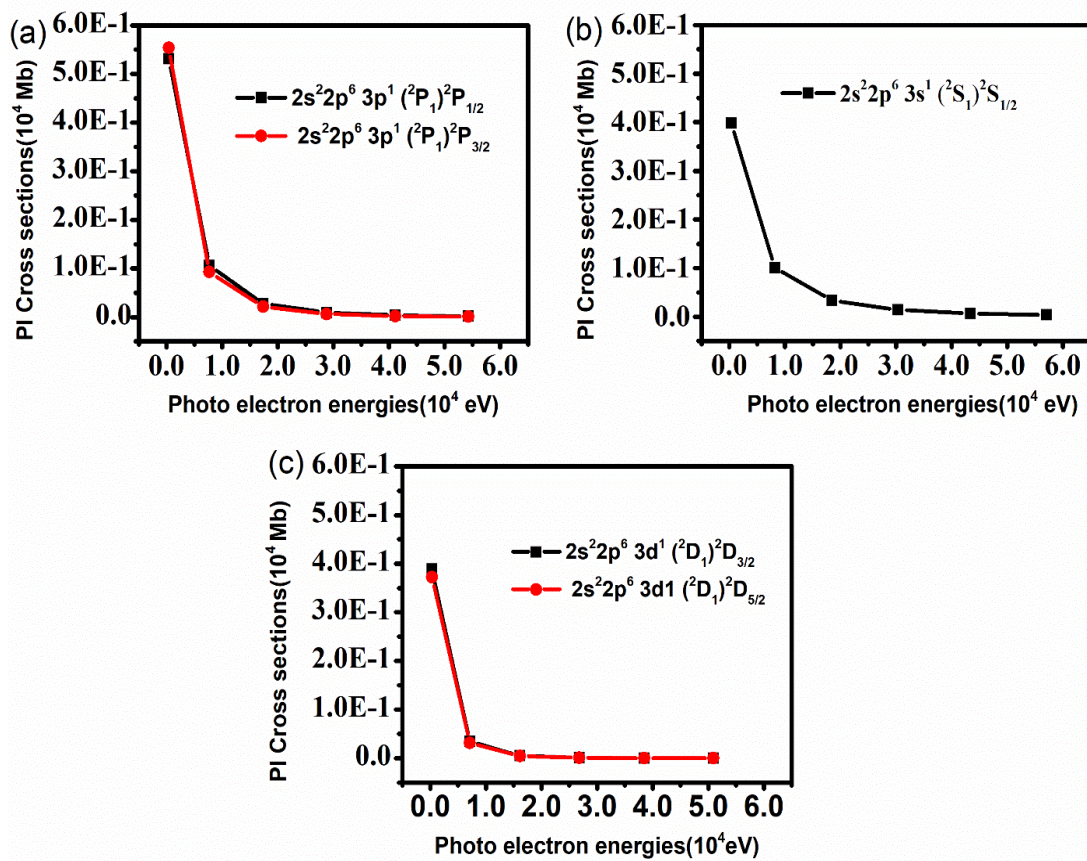 (a)
PI Cross sections(10⁴ Mb)
6.0E-1
5.0E-1
4.0E-1
3.0E-1
2.0E-1
1.0E-1
0.0
2s²2p⁶ 3p¹ (²P₁)²P₁/₂
2s²2p⁶ 3p¹ (²P₁)²P₃/₂
0.0 1.0 2.0 3.0 4.0 5.0 6.0
Photo electron energies(10⁴ eV)
(b)
PI Cross sections(10⁴ Mb)
6.0E-1
5.0E-1
4.0E-1
3.0E-1
2.0E-1
1.0E-1
0.0
2s²2p⁶ 3s¹ (²S₁)²S₁/₂
0.0 1.0 2.0 3.0 4.0 5.0 6.0
Photo electron energies(10⁴ eV)
(c)
PI Cross sections(10⁴ Mb)
6.0E-1
5.0E-1
4.0E-1
3.0E-1
2.0E-1
1.0E-1
0.0
2s²2p⁶ 3d¹ (²D₁)²D₃/₂
2s²2p⁶ 3d1 (²D₁)²D₅/₂
0.0 1.0 2.0 3.0 4.0 5.0 6.0
Photo electron energies(10⁴eV)